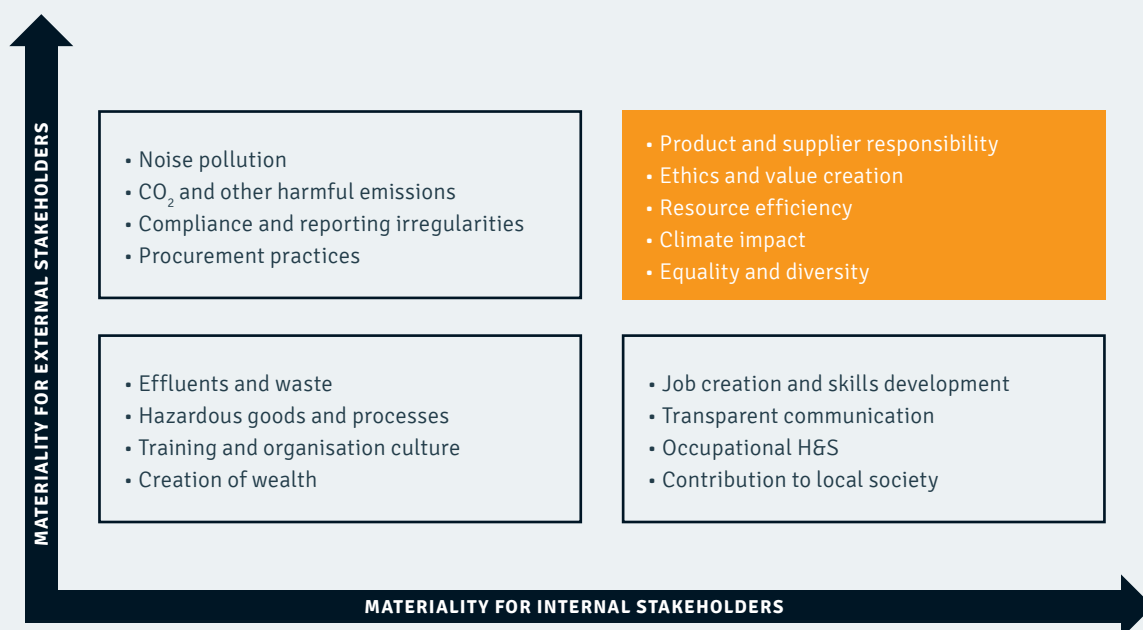 MATERIALITY FOR EXTERNAL STAKEHOLDERS
• Noise pollution
• CO₂ and other harmful emissions
• Compliance and reporting irregularities
• Procurement practices
• Product and supplier responsibility
• Ethics and value creation
• Resource efficiency
• Climate impact
• Equality and diversity
• Effluents and waste
• Hazardous goods and processes
• Training and organisation culture
• Creation of wealth
• Job creation and skills development
• Transparent communication
• Occupational H&S
• Contribution to local society
MATERIALITY FOR INTERNAL STAKEHOLDERS